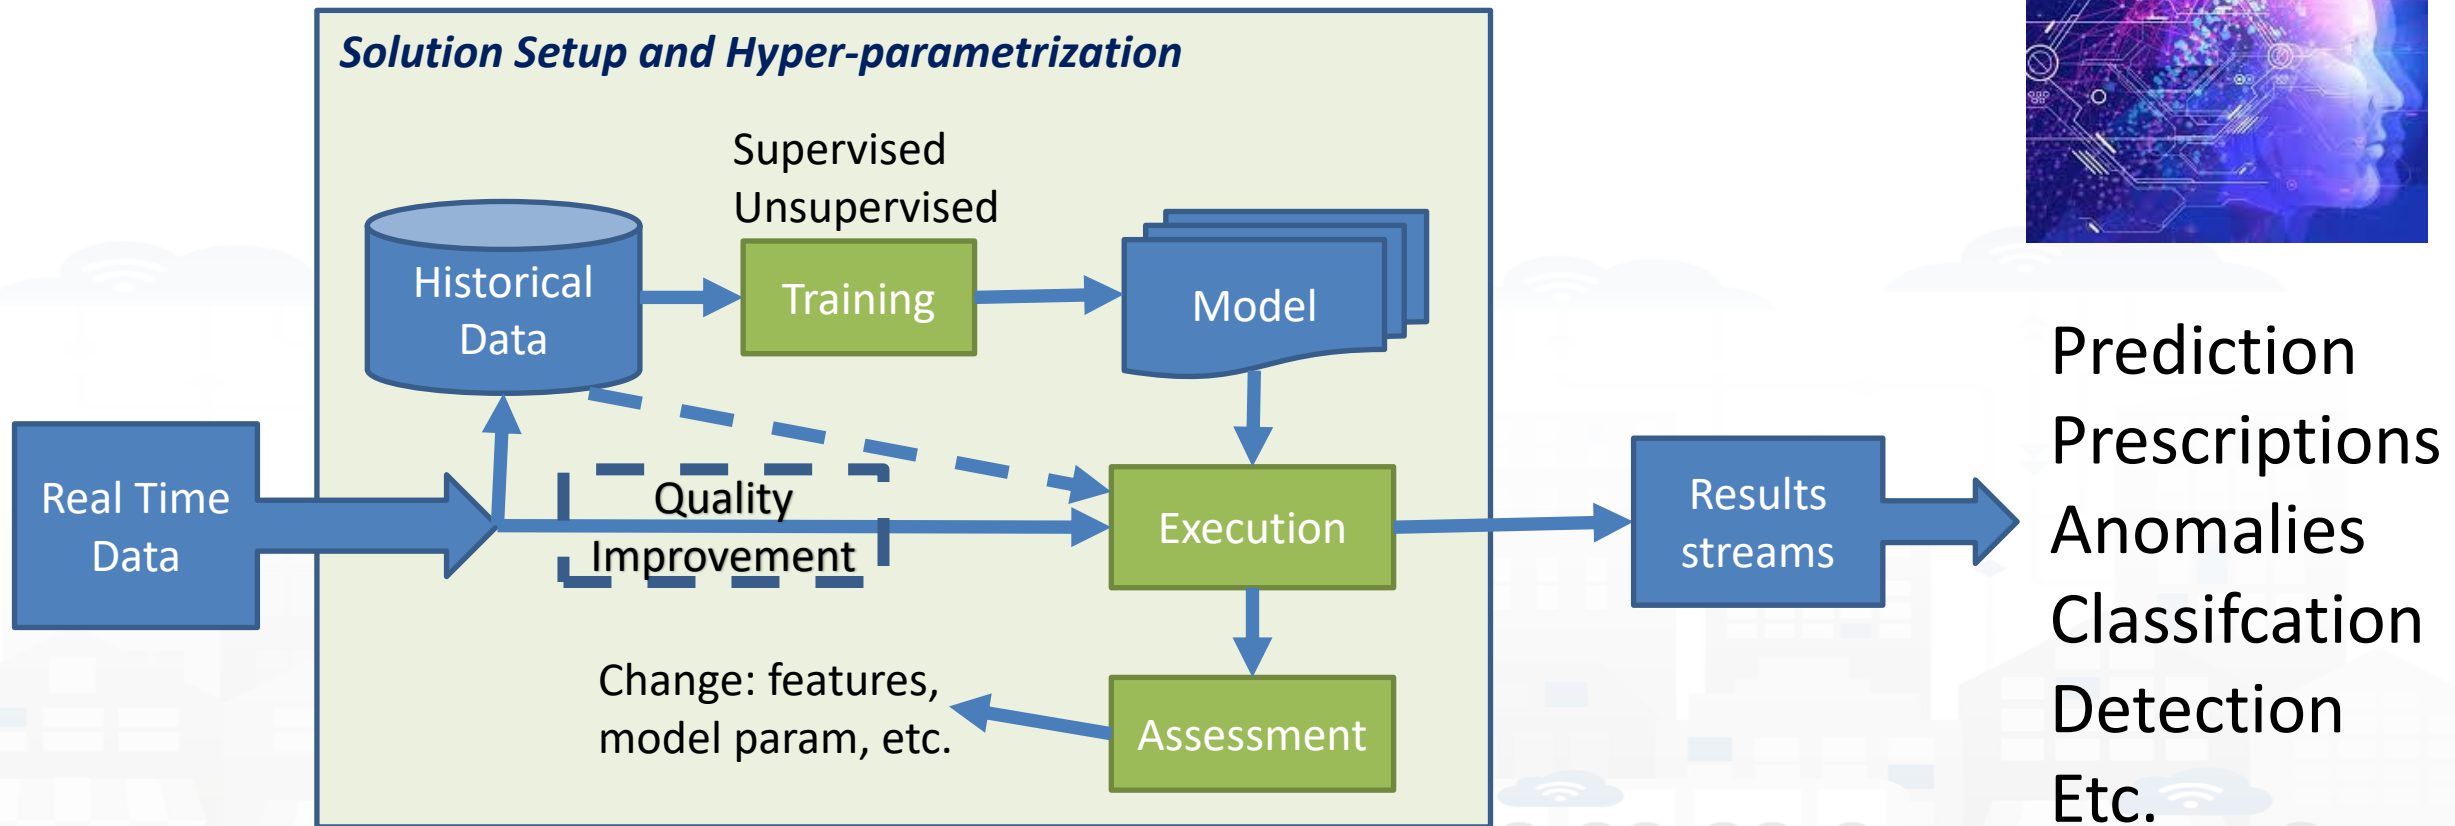 Solution Setup and Hyper-parametrization
Supervised
Unsupervised
Historical
Data
Training
Model
Real Time
Data
Quality
Improvement
Execution
Results
streams
Change: features,
model param, etc.
Assessment
Prediction
Prescriptions
Anomalies
Classifcation
Detection
Etc.